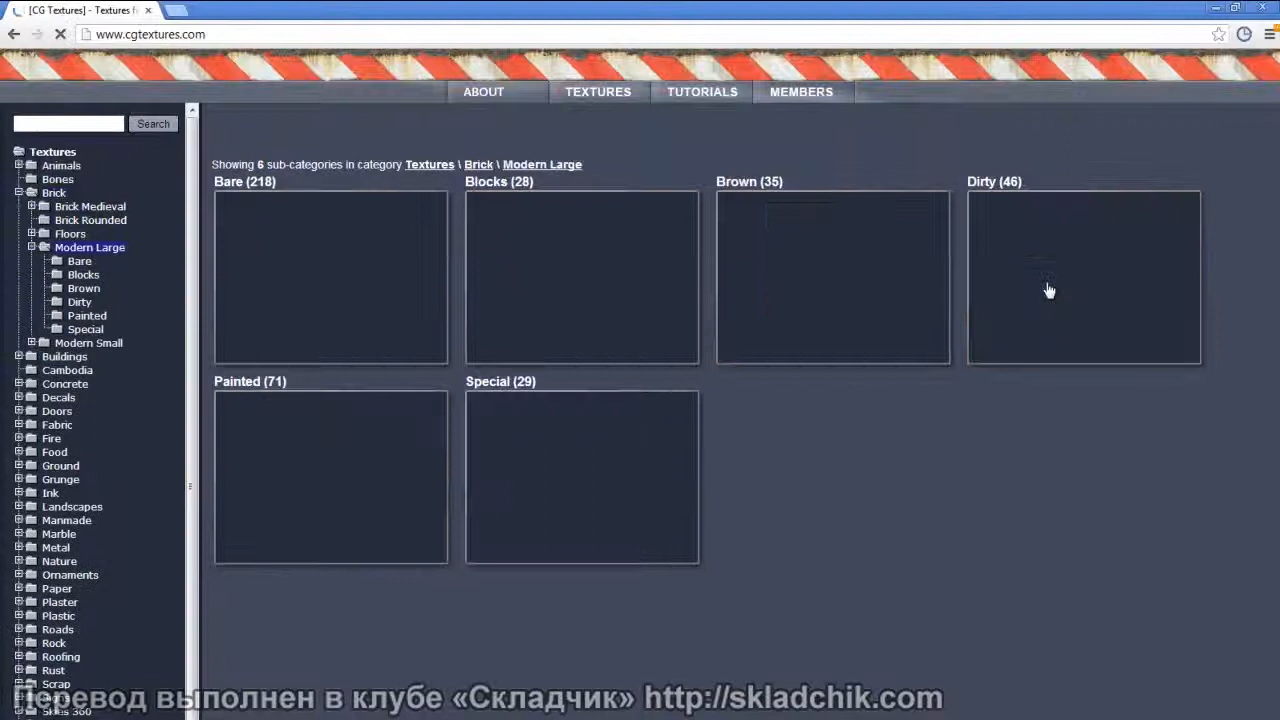 [CG Textures] - Textures f
www.cgtextures.com
ABOUT
TEXTURES
TUTORIALS
MEMBERS
Search
Textures
Animals
Bones
Brick
Brick Medieval
Brick Rounded
Floors
Modern Large
Bare
Blocks
Brown
Dirty
Painted
Special
Modern Small
Buildings
Cambodia
Concrete
Decals
Doors
Fabric
Fire
Food
Ground
Grunge
Ink
Landscapes
Manmade
Marble
Metal
Nature
Ornaments
Paper
Plaster
Plastic
Roads
Rock
Roofing
Rust
Scrap
Skies 360
Showing 6 sub-categories in category Textures \ Brick \ Modern Large
Bare (218)
Blocks (28)
Brown (35)
Dirty (46)
Painted (71)
Special (29)
Перевод выполнен в клубе «Складчик» http://skladchik.com